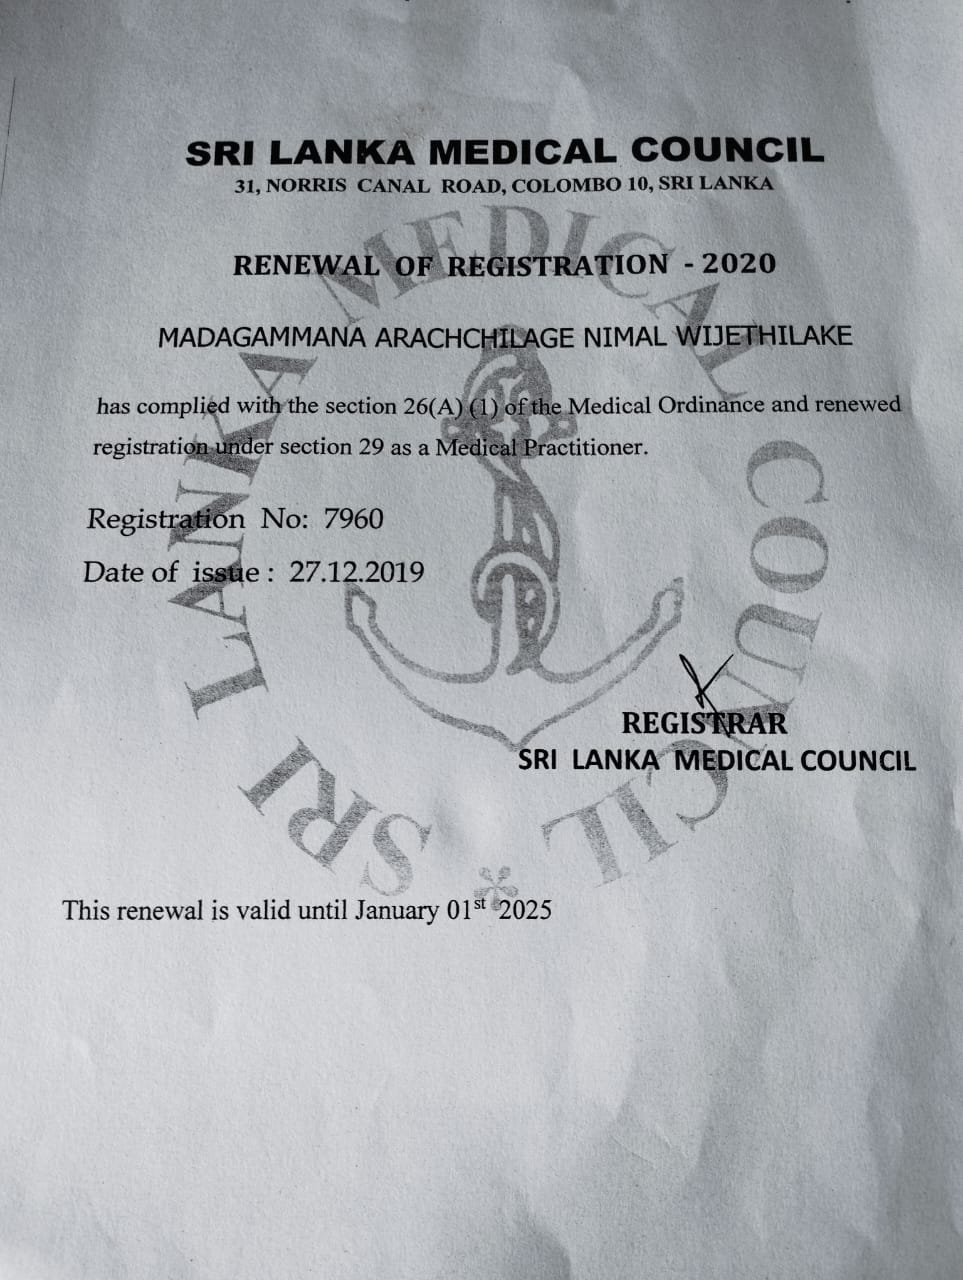 SRI LANKA MEDICAL COUNCIL
31, NORRIS CANAL ROAD, COLOMBO 10, SRI LANKA
RENEWAL OF REGISTRATION - 2020
MADAGAMMANA ARACHCHILAGE NIMAL WIJETHILAKE
has complied with the section 26(A) (1) of the Medical Ordinance and renewed
registration under section 29 as a Medical Practitioner.
Registration No: 7960
Date of issue : 27.12.2019
REGISTRAR
SRI LANKA MEDICAL COUNCIL
This renewal is valid until January 01st 2025
SRI LANKA MEDICAL COUNCIL